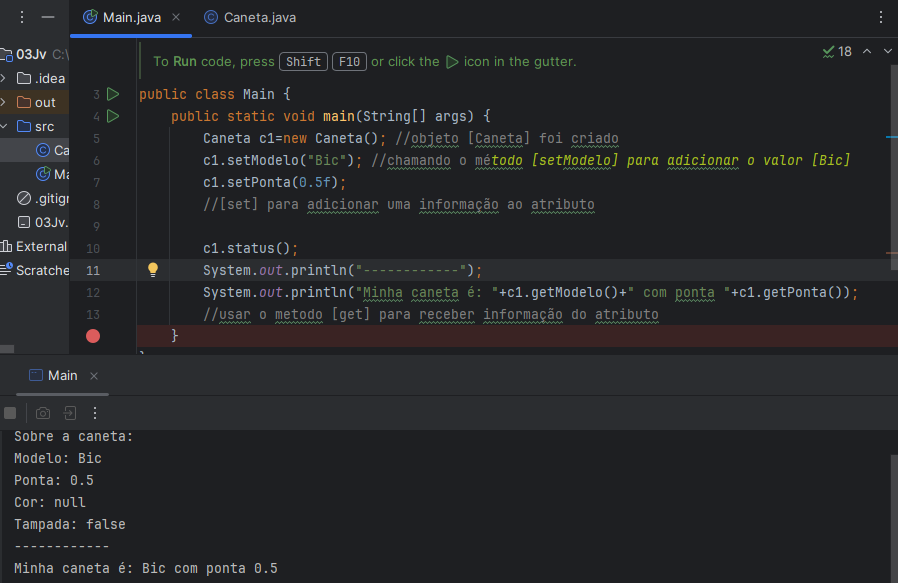 Main.java
Caneta.java
03Jv C:\
.idea
out
src
Ca
Ma
.gitigr
03Jv.
External
Scratche
To Run code, press Shift F10 or click the icon in the gutter.
18
3 public class Main {
4 public static void main(String[] args) {
5 Caneta c1=new Caneta(); //objeto [Caneta] foi criado
6 c1.setModelo("Bic"); //chamando o método [setModelo] para adicionar o valor [Bic]
7 c1.setPonta(0.5f);
8 //[set] para adicionar uma informação ao atributo
9
10 c1.status();
11 System.out.println("------------");
12 System.out.println("Minha caneta é: "+c1.getModelo()+" com ponta "+c1.getPonta());
13 //usar o metodo [get] para receber informação do atributo
}
Main
Sobre a caneta:
Modelo: Bic
Ponta: 0.5
Cor: null
Tampada: false
------------
Minha caneta é: Bic com ponta 0.5